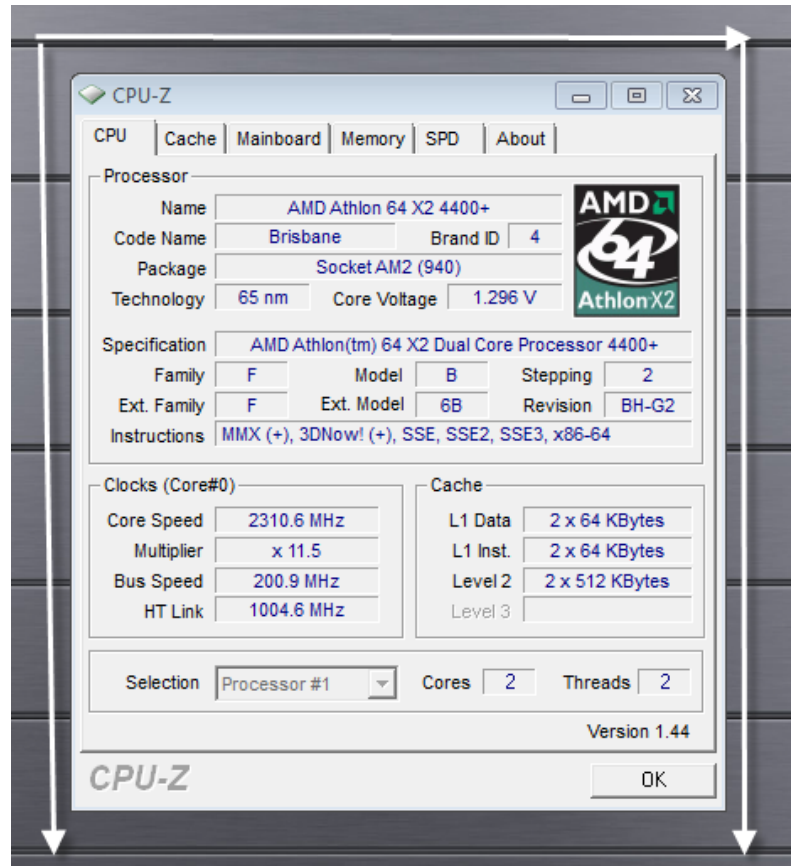 CPU-Z
CPU Cache Mainboard Memory SPD About
Processor
Name AMD Athlon 64 X2 4400+
Code Name Brisbane Brand ID 4
Package Socket AM2 (940)
Technology 65 nm Core Voltage 1.296 V
AMD
64
Athlon X2
Specification AMD Athlon(tm) 64 X2 Dual Core Processor 4400+
Family F Model B Stepping 2
Ext. Family F Ext. Model 6B Revision BH-G2
Instructions MMX (+), 3DNow! (+), SSE, SSE2, SSE3, x86-64
Clocks (Core#0)
Core Speed 2310.6 MHz
Multiplier x 11.5
Bus Speed 200.9 MHz
HT Link 1004.6 MHz
Cache
L1 Data 2 x 64 KBytes
L1 Inst. 2 x 64 KBytes
Level 2 2 x 512 KBytes
Level 3
Selection Processor #1 Cores 2 Threads 2
Version 1.44
CPU-Z OK